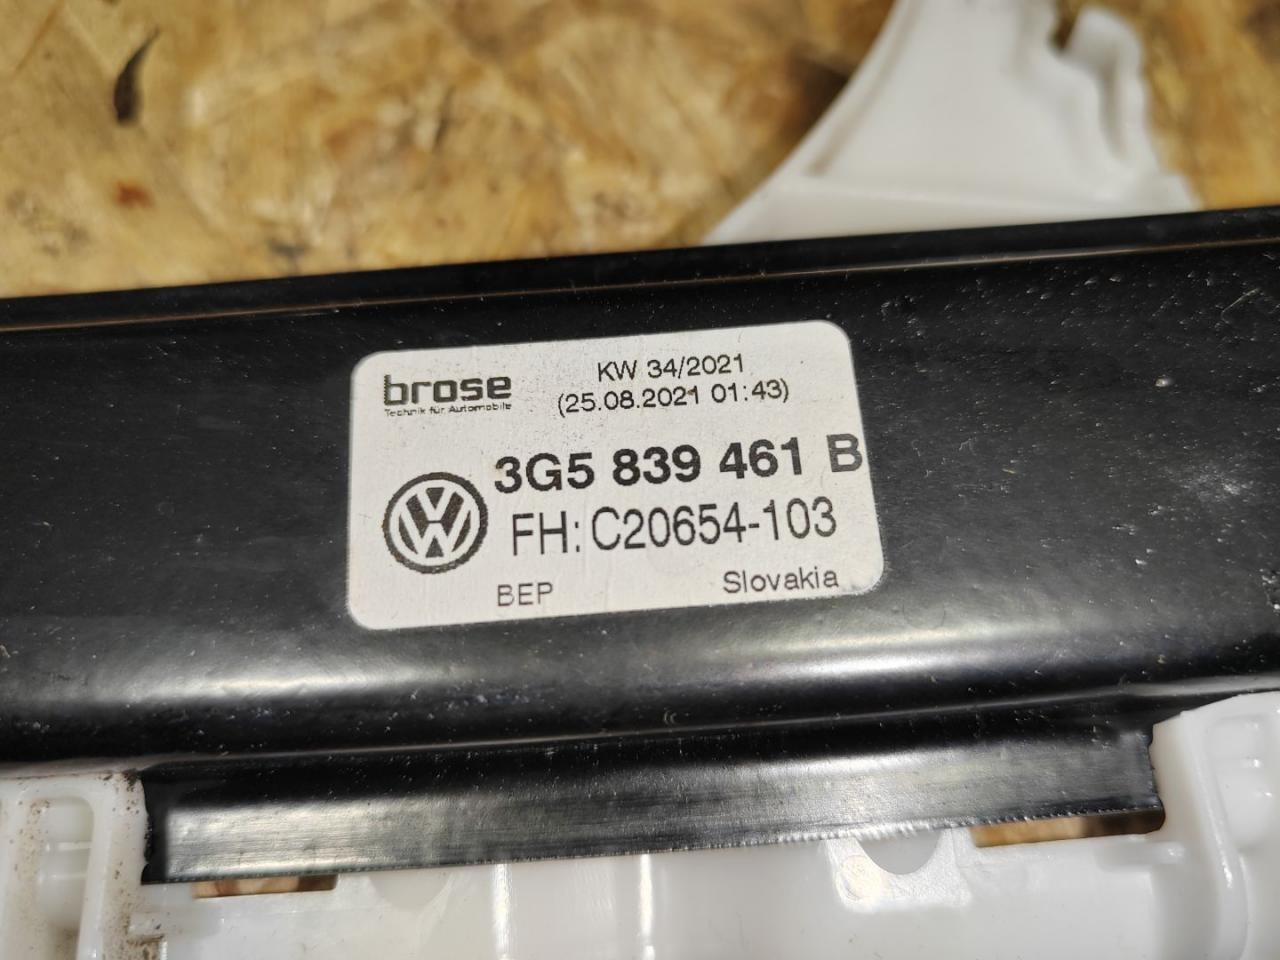 brose
Technik für Automobile
KW 34/2021
(25.08.2021 01:43)
3G5 839 461 B
FH: C20654-103
BEP
Slovakia